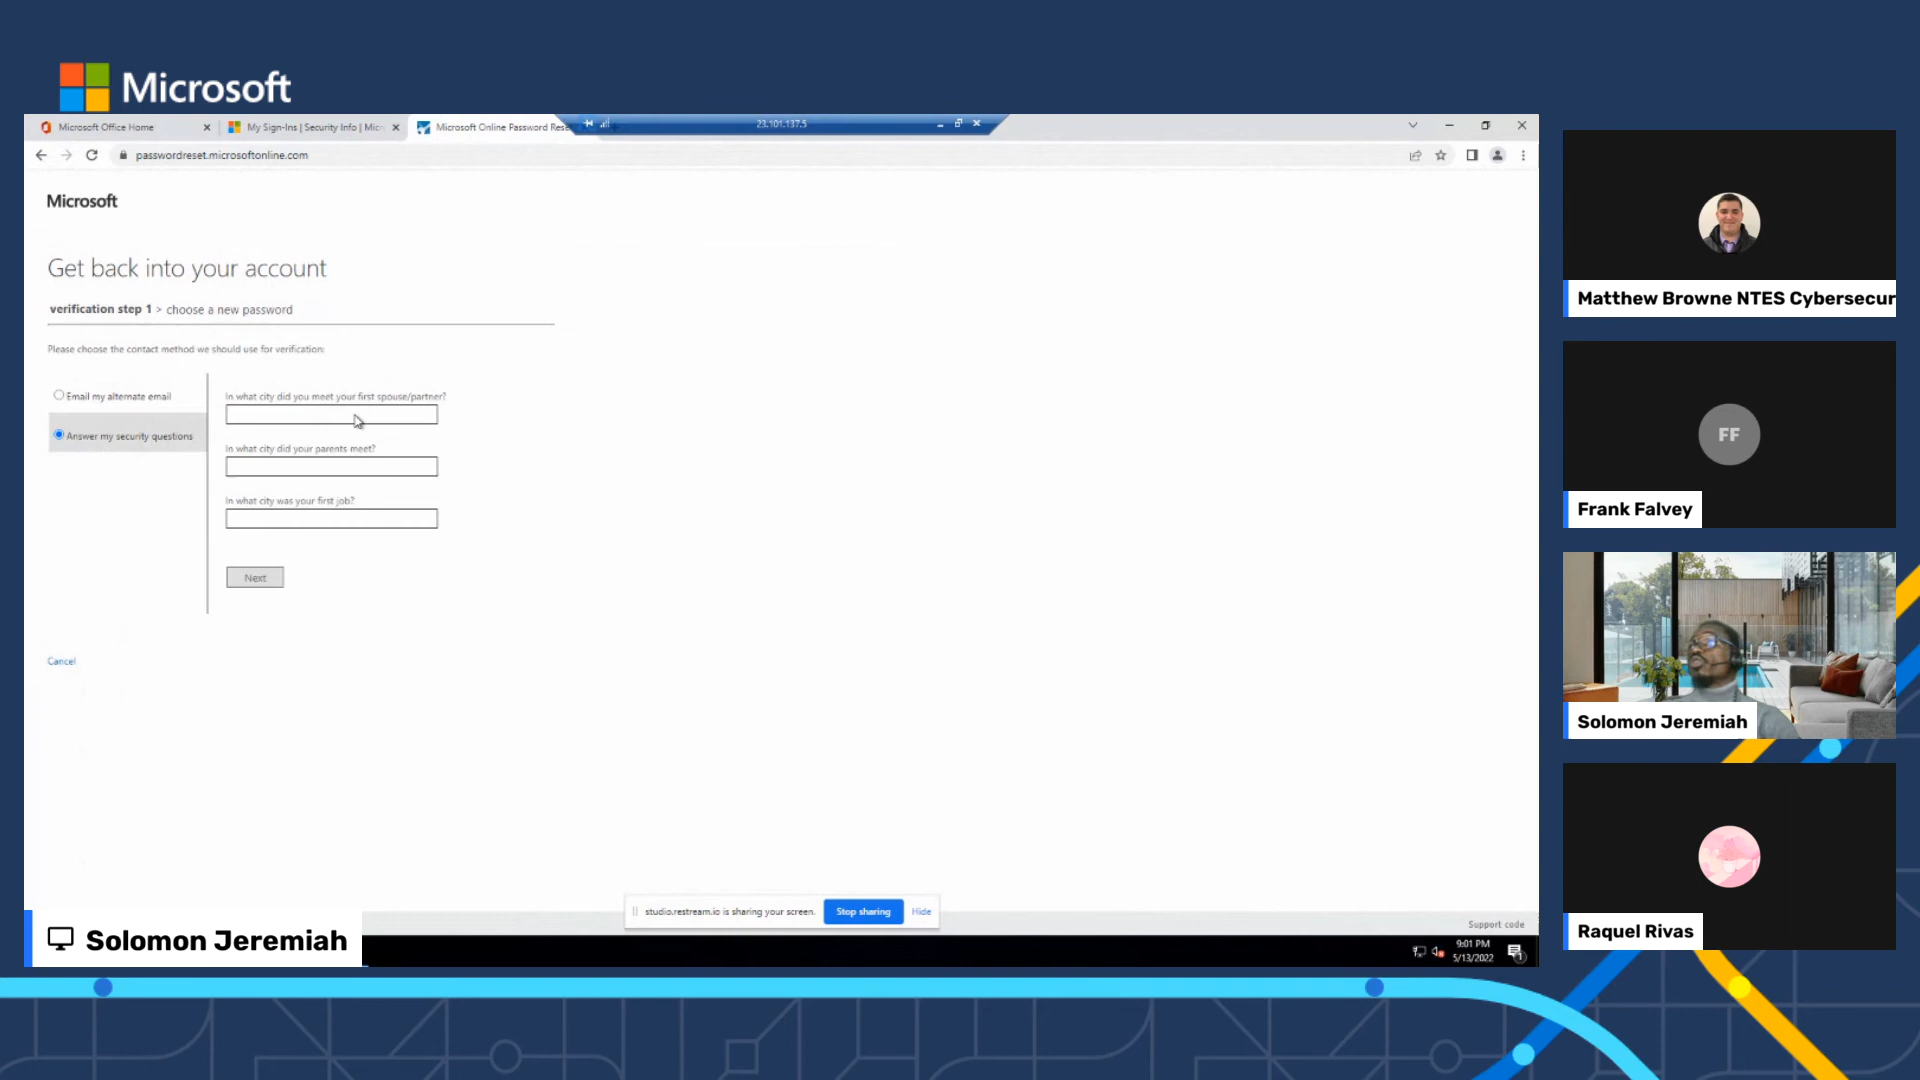 Microsoft
Microsoft Office Home
My Sign-Ins | Security Info | Micr
Microsoft Online Password Rese
23.101.137.5
passwordreset.microsoftonline.com
Microsoft
Get back into your account
verification step 1 > choose a new password
Please choose the contact method we should use for verification:
Email my alternate email
Answer my security questions
In what city did you meet your first spouse/partner?
In what city did your parents meet?
In what city was your first job?
Next
Cancel
studio.restream.io is sharing your screen.
Stop sharing
Hide
Support code
9:01 PM
5/13/2022
1
Solomon Jeremiah
Matthew Browne NTES Cybersecur
FF
Frank Falvey
Solomon Jeremiah
Raquel Rivas